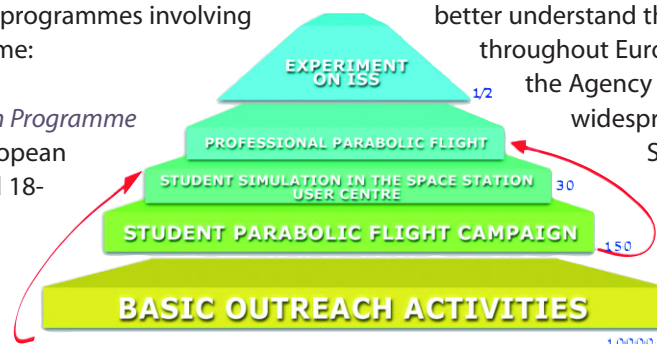 programmes involving
me:
Programme
opean
18-
better understand
throughout Euro
the Agency
widespr
S
EXPERIMENT
ON ISS
1/2
PROFESSIONAL PARABOLIC FLIGHT
STUDENT SIMULATION IN THE SPACE STATION
USER CENTRE
30
STUDENT PARABOLIC FLIGHT CAMPAIGN
150
BASIC OUTREACH ACTIVITIES